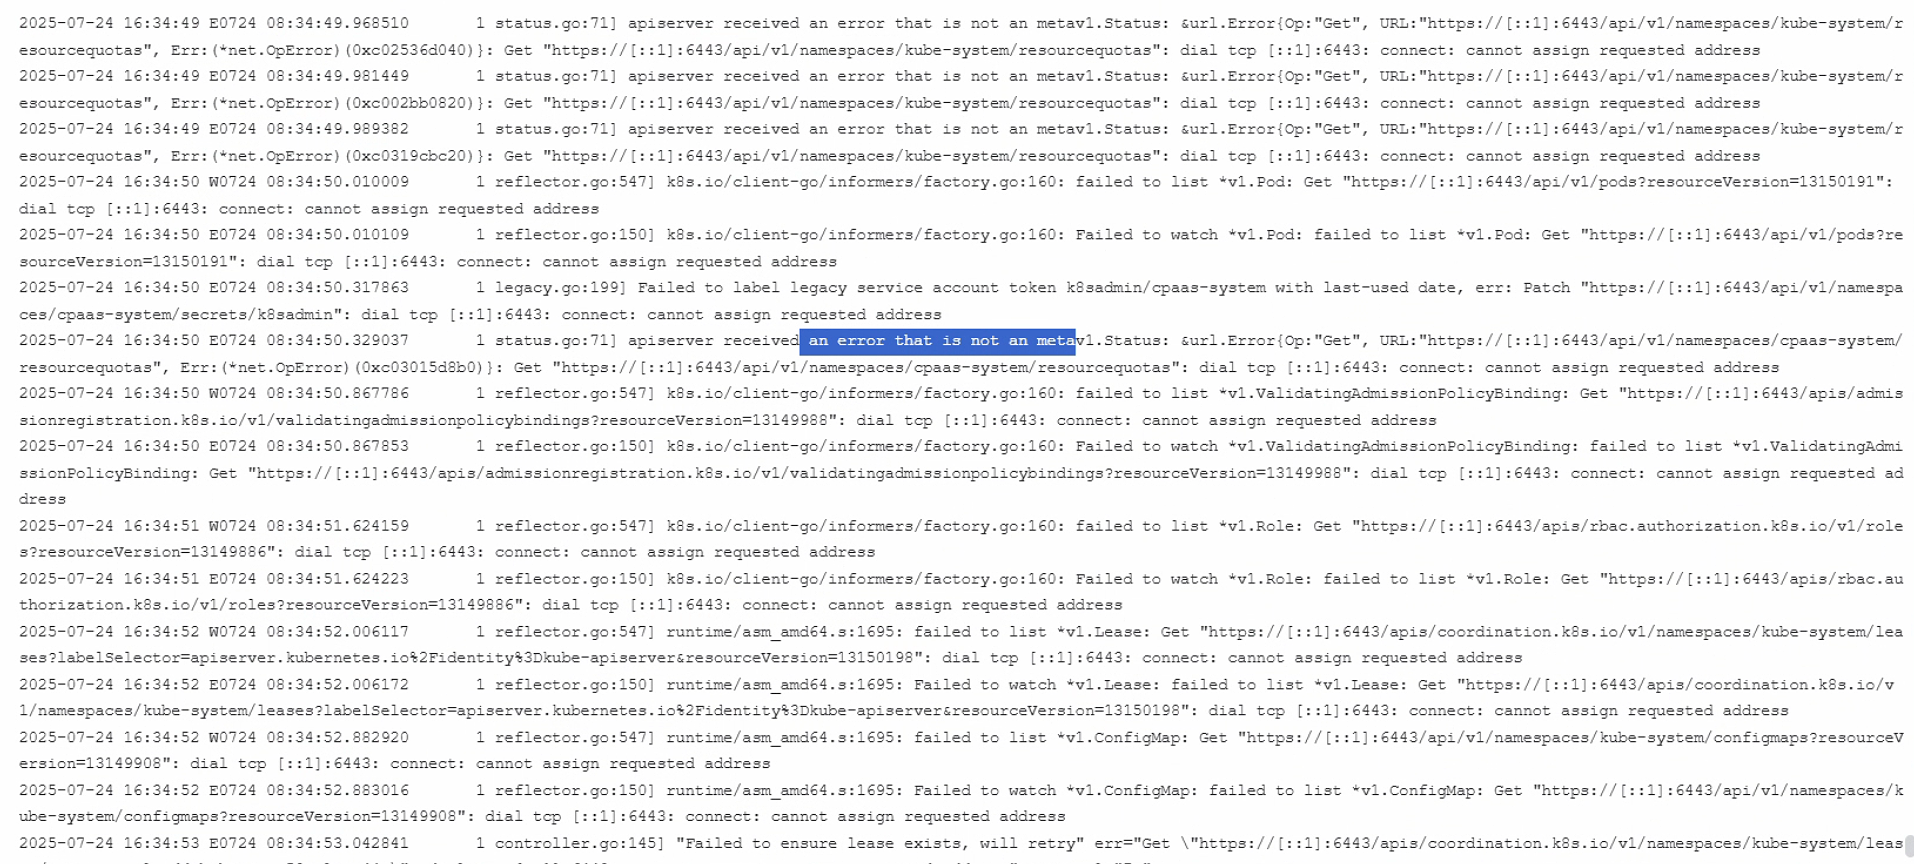 2025-07-24 16:34:49 E0724 08:34:49.968510       1 status.go:71] apiserver received an error that is not an metav1.Status: &url.Error{Op:"Get", URL:"https://[::1]:6443/api/v1/namespaces/kube-system/r
esourcequotas", Err:(*net.OpError)(0xc02536d040)}: Get "https://[::1]:6443/api/v1/namespaces/kube-system/resourcequotas": dial tcp [::1]:6443: connect: cannot assign requested address
2025-07-24 16:34:49 E0724 08:34:49.981449       1 status.go:71] apiserver received an error that is not an metav1.Status: &url.Error{Op:"Get", URL:"https://[::1]:6443/api/v1/namespaces/kube-system/r
esourcequotas", Err:(*net.OpError)(0xc002bb0820)}: Get "https://[::1]:6443/api/v1/namespaces/kube-system/resourcequotas": dial tcp [::1]:6443: connect: cannot assign requested address
2025-07-24 16:34:49 E0724 08:34:49.989382       1 status.go:71] apiserver received an error that is not an metav1.Status: &url.Error{Op:"Get", URL:"https://[::1]:6443/api/v1/namespaces/kube-system/r
esourcequotas", Err:(*net.OpError)(0xc0319cbc20)}: Get "https://[::1]:6443/api/v1/namespaces/kube-system/resourcequotas": dial tcp [::1]:6443: connect: cannot assign requested address
2025-07-24 16:34:50 W0724 08:34:50.010009       1 reflector.go:547] k8s.io/client-go/informers/factory.go:160: failed to list *v1.Pod: Get "https://[::1]:6443/api/v1/pods?resourceVersion=13150191":
dial tcp [::1]:6443: connect: cannot assign requested address
2025-07-24 16:34:50 E0724 08:34:50.010109       1 reflector.go:150] k8s.io/client-go/informers/factory.go:160: Failed to watch *v1.Pod: failed to list *v1.Pod: Get "https://[::1]:6443/api/v1/pods?re
sourceVersion=13150191": dial tcp [::1]:6443: connect: cannot assign requested address
2025-07-24 16:34:50 E0724 08:34:50.317863       1 legacy.go:199] Failed to label legacy service account token k8sadmin/cpaas-system with last-used date, err: Patch "https://[::1]:6443/api/v1/namespa
ces/cpaas-system/secrets/k8sadmin": dial tcp [::1]:6443: connect: cannot assign requested address
2025-07-24 16:34:50 E0724 08:34:50.329037       1 status.go:71] apiserver received an error that is not an metav1.Status: &url.Error{Op:"Get", URL:"https://[::1]:6443/api/v1/namespaces/cpaas-system/
resourcequotas", Err:(*net.OpError)(0xc03015d8b0)}: Get "https://[::1]:6443/api/v1/namespaces/cpaas-system/resourcequotas": dial tcp [::1]:6443: connect: cannot assign requested address
2025-07-24 16:34:50 W0724 08:34:50.867786       1 reflector.go:547] k8s.io/client-go/informers/factory.go:160: failed to list *v1.ValidatingAdmissionPolicyBinding: Get "https://[::1]:6443/apis/admis
sionregistration.k8s.io/v1/validatingadmissionpolicybindings?resourceVersion=13149988": dial tcp [::1]:6443: connect: cannot assign requested address
2025-07-24 16:34:50 E0724 08:34:50.867853       1 reflector.go:150] k8s.io/client-go/informers/factory.go:160: Failed to watch *v1.ValidatingAdmissionPolicyBinding: failed to list *v1.ValidatingAdmi
ssionPolicyBinding: Get "https://[::1]:6443/apis/admissionregistration.k8s.io/v1/validatingadmissionpolicybindings?resourceVersion=13149988": dial tcp [::1]:6443: connect: cannot assign requested ad
dress
2025-07-24 16:34:51 W0724 08:34:51.624159       1 reflector.go:547] k8s.io/client-go/informers/factory.go:160: failed to list *v1.Role: Get "https://[::1]:6443/apis/rbac.authorization.k8s.io/v1/role
s?resourceVersion=13149886": dial tcp [::1]:6443: connect: cannot assign requested address
2025-07-24 16:34:51 E0724 08:34:51.624223       1 reflector.go:150] k8s.io/client-go/informers/factory.go:160: Failed to watch *v1.Role: failed to list *v1.Role: Get "https://[::1]:6443/apis/rbac.au
thorization.k8s.io/v1/roles?resourceVersion=13149886": dial tcp [::1]:6443: connect: cannot assign requested address
2025-07-24 16:34:52 W0724 08:34:52.006117       1 reflector.go:547] runtime/asm_amd64.s:1695: failed to list *v1.Lease: Get "https://[::1]:6443/apis/coordination.k8s.io/v1/namespaces/kube-system/lea
ses?labelSelector=apiserver.kubernetes.io%2Fidentity%3Dkube-apiserver&resourceVersion=13150198": dial tcp [::1]:6443: connect: cannot assign requested address
2025-07-24 16:34:52 E0724 08:34:52.006172       1 reflector.go:150] runtime/asm_amd64.s:1695: Failed to watch *v1.Lease: failed to list *v1.Lease: Get "https://[::1]:6443/apis/coordination.k8s.io/v
1/namespaces/kube-system/leases?labelSelector=apiserver.kubernetes.io%2Fidentity%3Dkube-apiserver&resourceVersion=13150198": dial tcp [::1]:6443: connect: cannot assign requested address
2025-07-24 16:34:52 W0724 08:34:52.882920       1 reflector.go:547] runtime/asm_amd64.s:1695: failed to list *v1.ConfigMap: Get "https://[::1]:6443/api/v1/namespaces/kube-system/configmaps?resourceV
ersion=13149908": dial tcp [::1]:6443: connect: cannot assign requested address
2025-07-24 16:34:52 E0724 08:34:52.883016       1 reflector.go:150] runtime/asm_amd64.s:1695: Failed to watch *v1.ConfigMap: failed to list *v1.ConfigMap: Get "https://[::1]:6443/api/v1/namespaces/k
ube-system/configmaps?resourceVersion=13149908": dial tcp [::1]:6443: connect: cannot assign requested address
2025-07-24 16:34:53 E0724 08:34:53.042841       1 controller.go:145] "Failed to ensure lease exists, will retry" err="Get \"https://[::1]:6443/apis/coordination.k8s.io/v1/namespaces/kube-system/leas